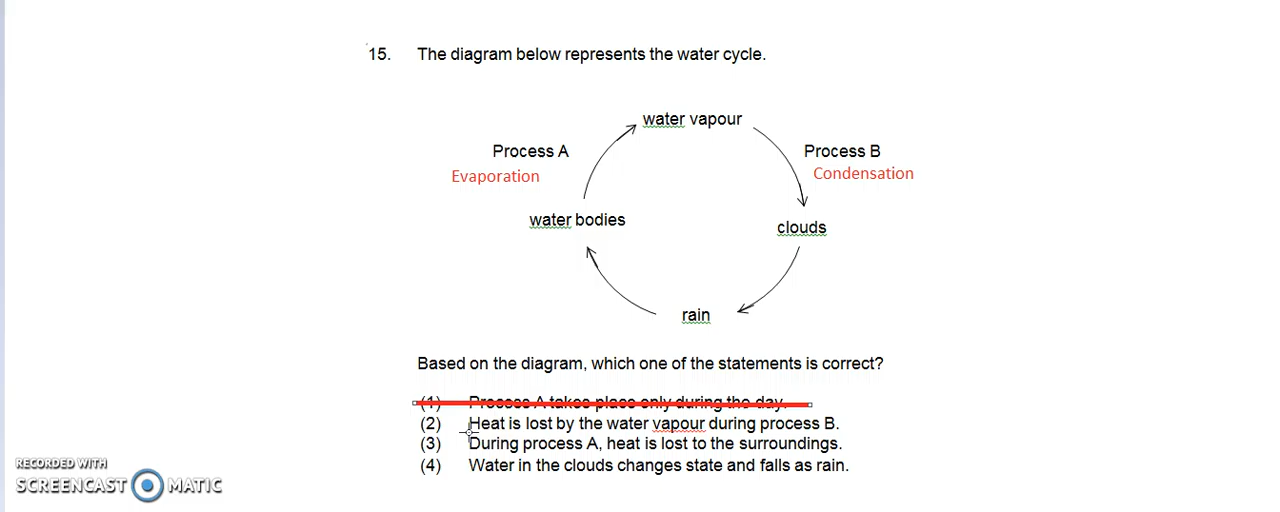 15. The diagram below represents the water cycle.
water vapour
Process A
Process B
Evaporation
Condensation
water bodies
clouds
rain
Based on the diagram, which one of the statements is correct?
(1) Process A takes place only during the day.
(2) Heat is lost by the water vapour during process B.
(3) During process A, heat is lost to the surroundings.
(4) Water in the clouds changes state and falls as rain.
RECORDED WITH
SCREENCAST MATIC